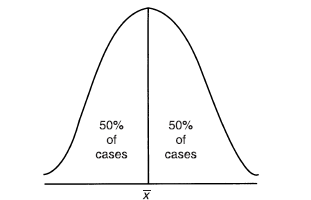 50% 50%
of of
cases cases
x̄